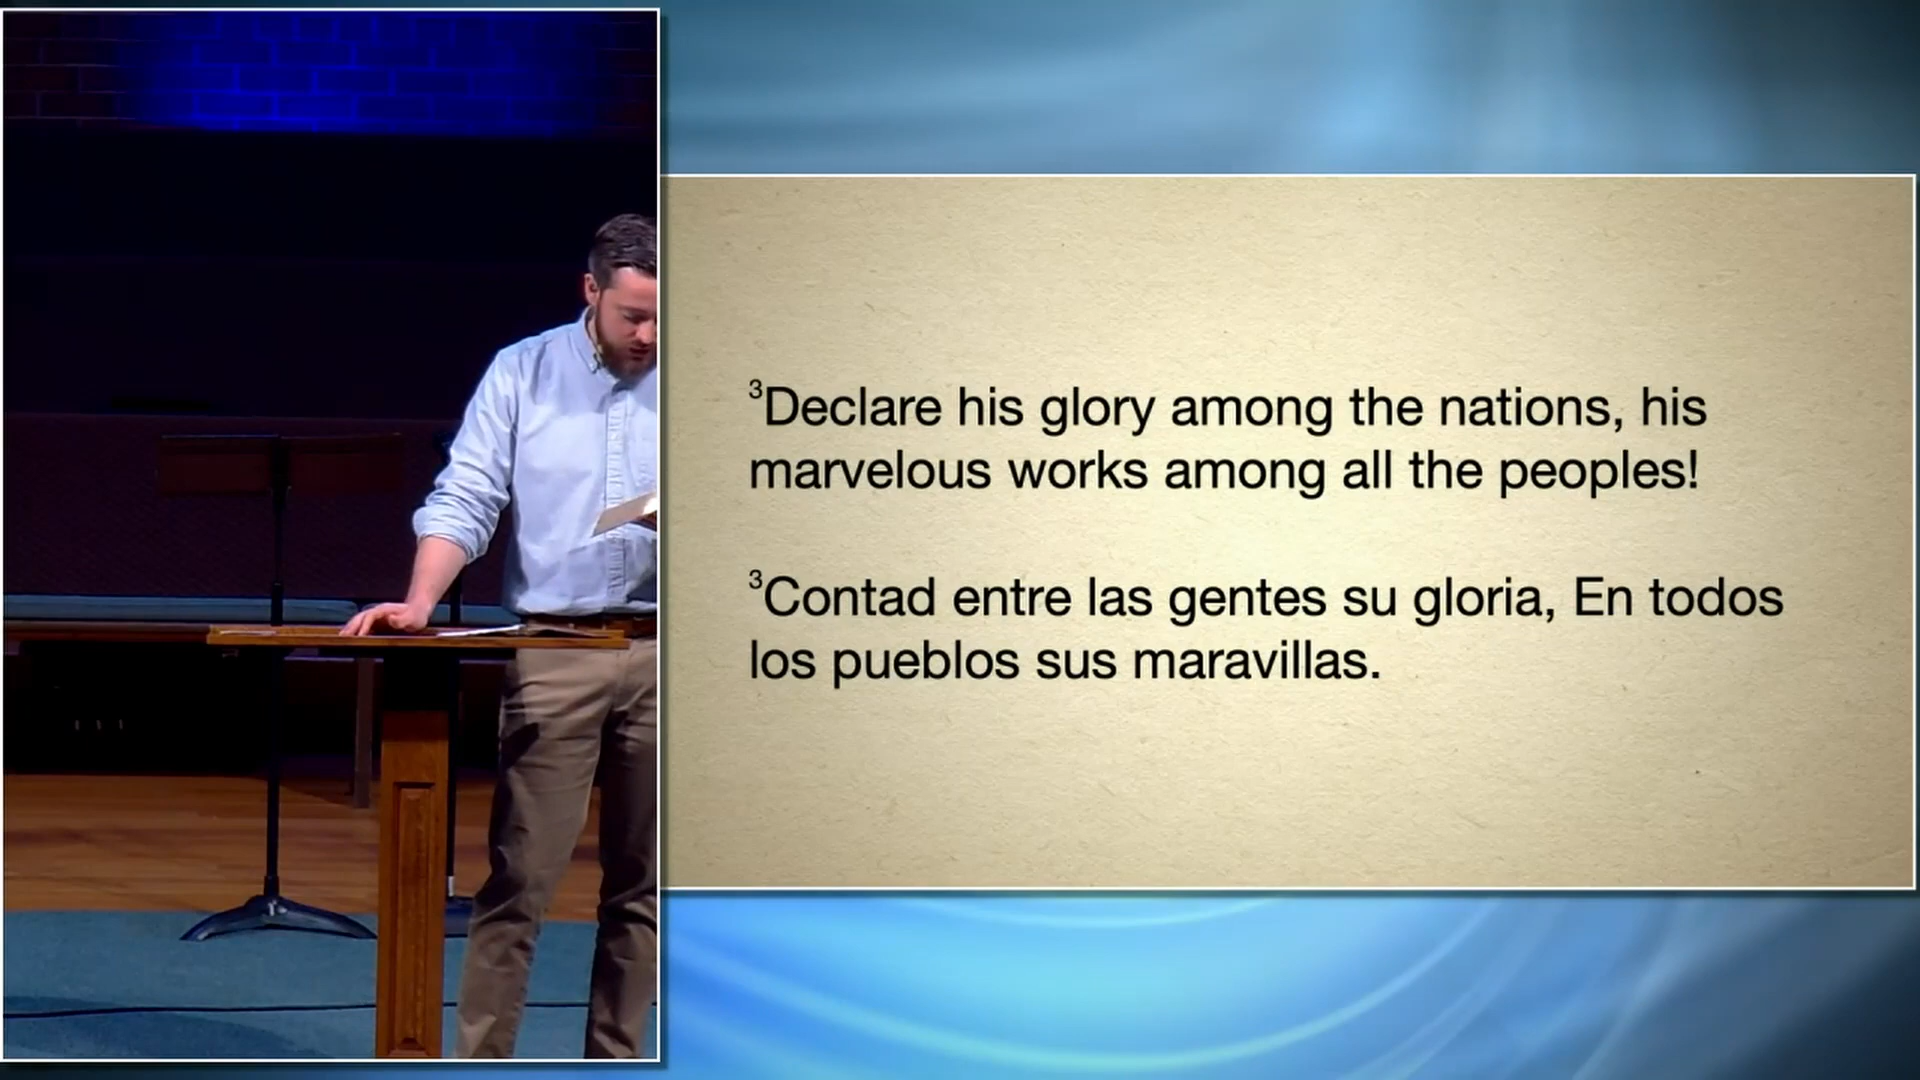 ³Declare his glory among the nations, his
marvelous works among all the peoples!
³Contad entre las gentes su gloria, En todos
los pueblos sus maravillas.